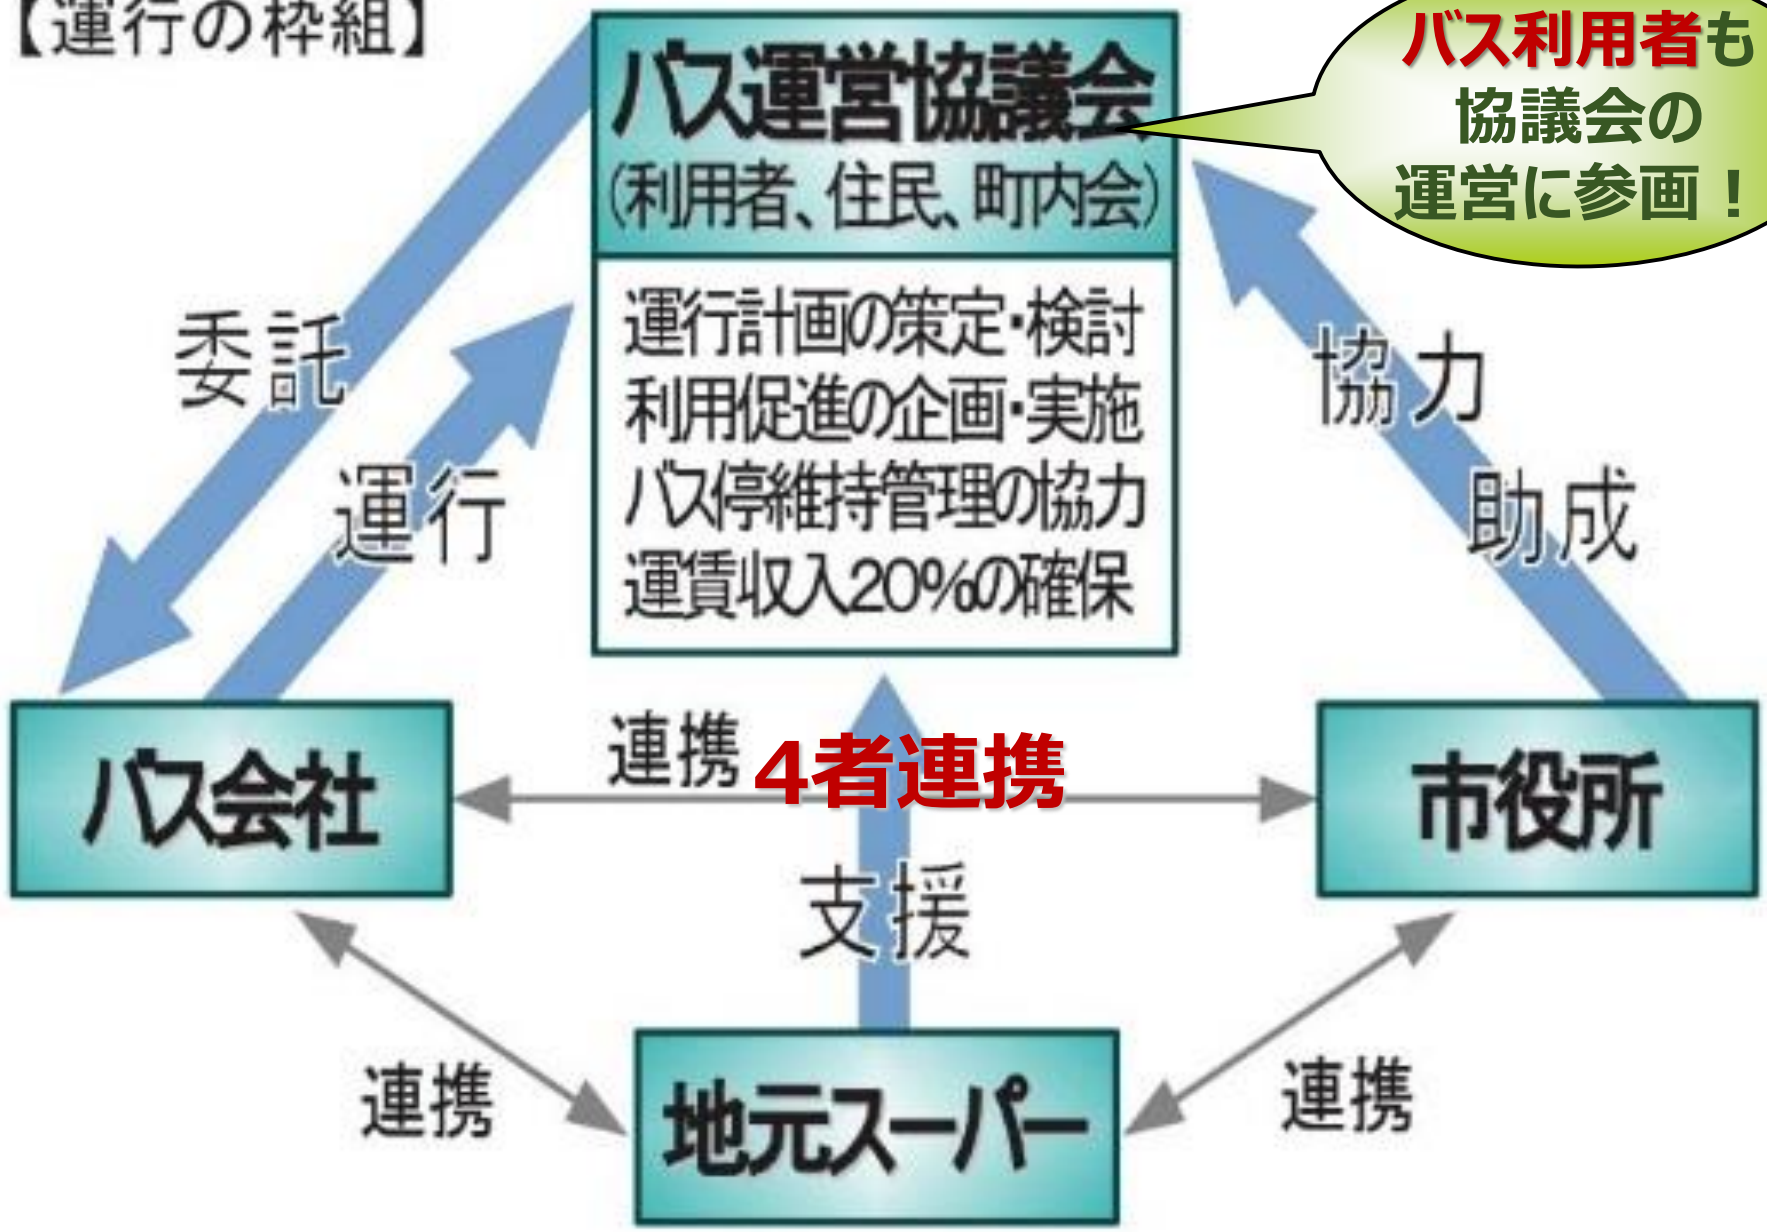 【運行の枠組】
バス運営協議会
(利用者、住民、町内会)
バス利用者も
協議会の
運営に参画！
運行計画の策定・検討
利用促進の企画・実施
バス停維持管理の協力
運賃収入20%の確保
委託
運行
協力
助成
連携
4者連携
バス会社
市役所
支援
連携
連携
地元スーパー